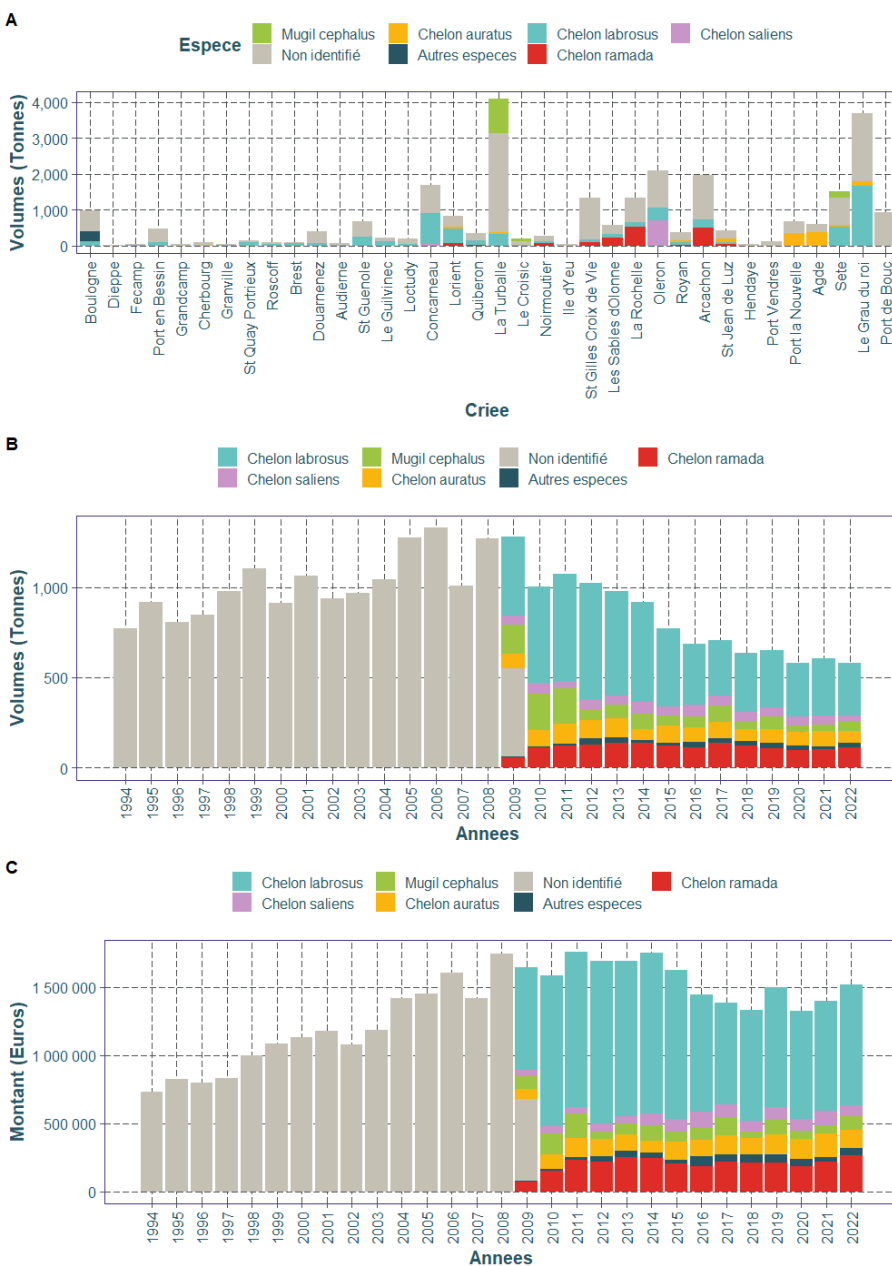 A
Espece
Mugil cephalus
Chelon auratus
Chelon labrosus
Chelon saliens
Non identifié
Autres especes
Chelon ramada
Volumes (Tonnes)
4,000
3,000
2,000
1,000
0
Boulogne
Dieppe
Fecamp
Port en Bessin
Grandcamp
Cherbourg
Granville
St Quay Portrieux
Roscoff
Brest
Douarnenez
Audierne
St Guenole
Le Guilvinec
Loctudy
Concarneau
Lorient
Quiberon
La Turballe
Le Croisic
Noirmoutier
Ile d'Yeu
St Gilles Croix de Vie
Les Sables dOlonne
La Rochelle
Oleron
Royan
Arcachon
St Jean de Luz
Hendaye
Port Vendres
Port la Nouvelle
Agde
Sete
Le Grau du roi
Port de Bouc
Criee
B
Chelon labrosus
Mugil cephalus
Non identifié
Chelon ramada
Chelon saliens
Chelon auratus
Autres especes
Volumes (Tonnes)
1,000
500
0
1994
1995
1996
1997
1998
1999
2000
2001
2002
2003
2004
2005
2006
2007
2008
2009
2010
2011
2012
2013
2014
2015
2016
2017
2018
2019
2020
2021
2022
Annees
C
Chelon labrosus
Mugil cephalus
Non identifié
Chelon ramada
Chelon saliens
Chelon auratus
Autres especes
Montant (Euros)
1 500 000
1 000 000
500 000
0
1994
1995
1996
1997
1998
1999
2000
2001
2002
2003
2004
2005
2006
2007
2008
2009
2010
2011
2012
2013
2014
2015
2016
2017
2018
2019
2020
2021
2022
Annees